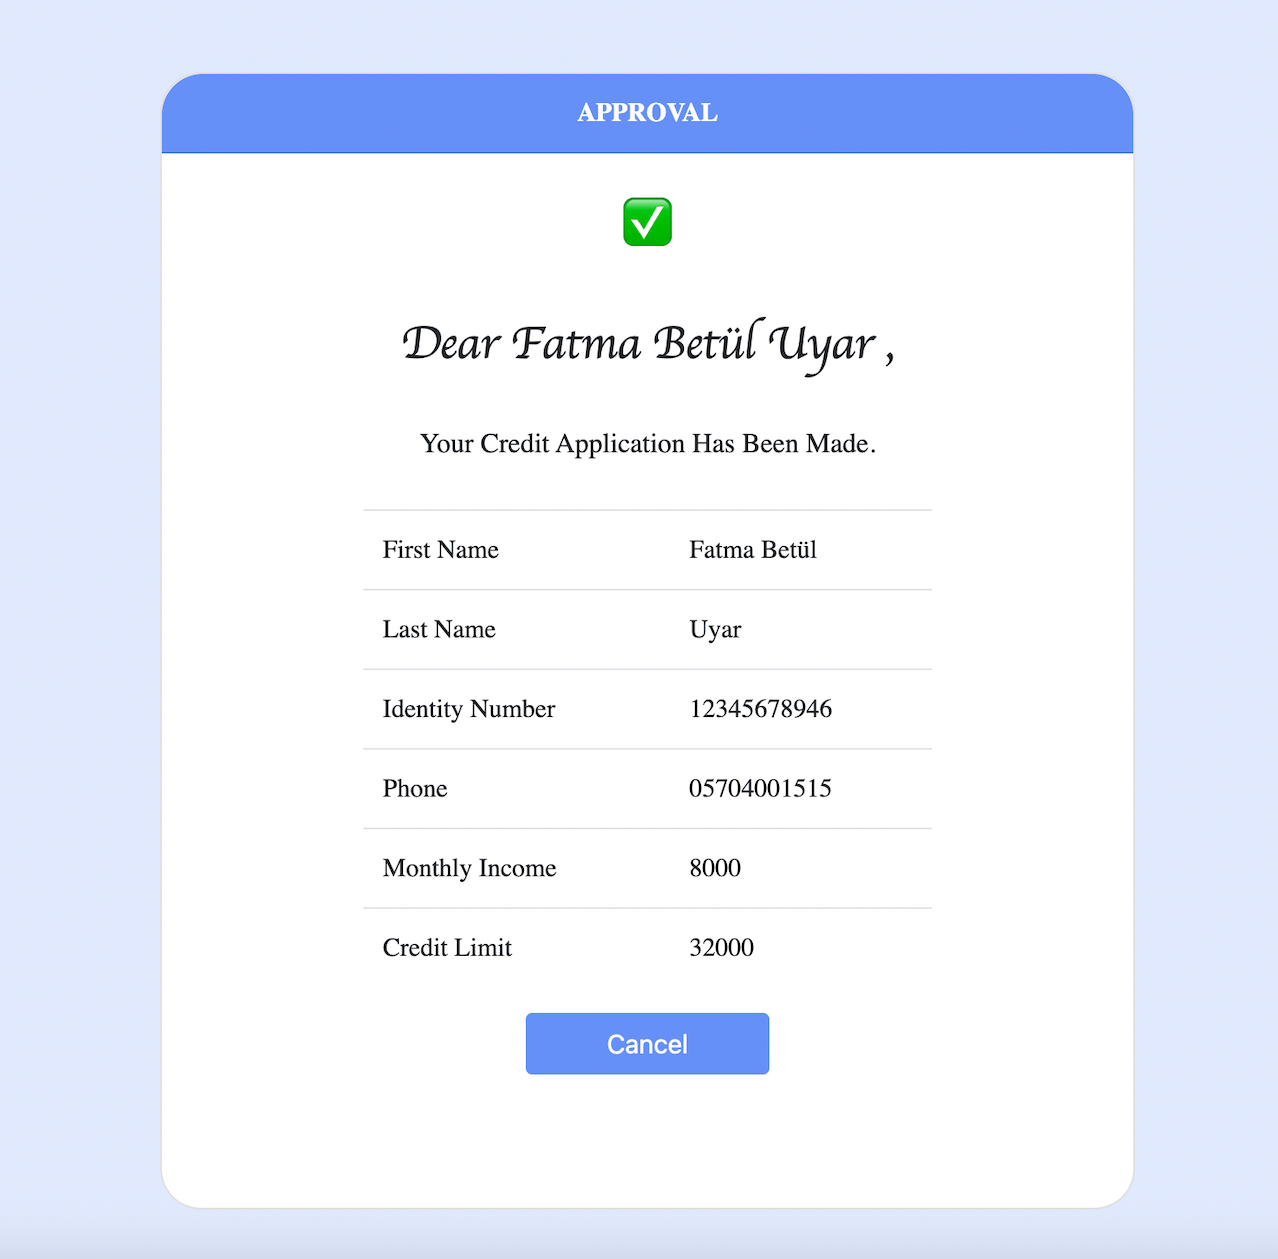 APPROVAL
Dear Fatma Betül Uyar ,
Your Credit Application Has Been Made.
First Name Fatma Betül
Last Name Uyar
Identity Number 12345678946
Phone 05704001515
Monthly Income 8000
Credit Limit 32000
Cancel